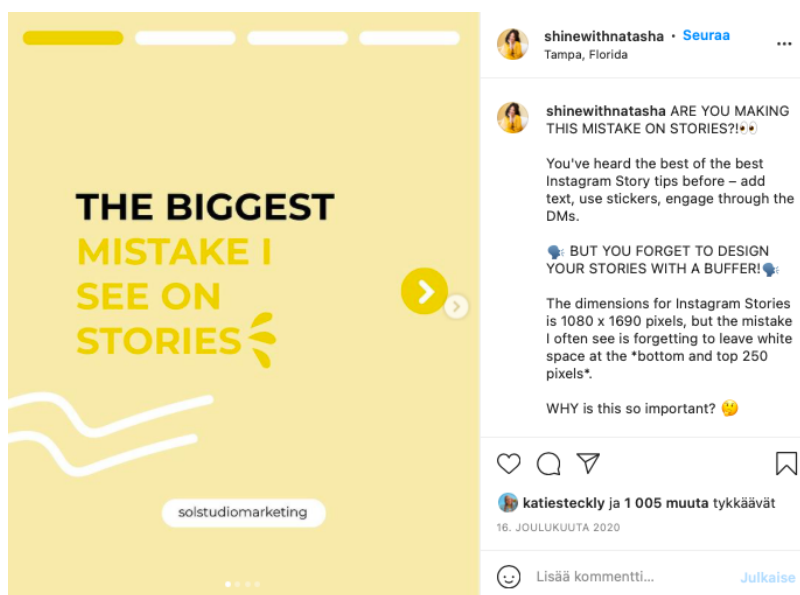 THE BIGGEST
MISTAKE I
SEE ON
STORIES
solstudiomarketing
shinewithnatasha • Seuraa
Tampa, Florida
shinewithnatasha ARE YOU MAKING
THIS MISTAKE ON STORIES?!👀
You've heard the best of the best
Instagram Story tips before – add
text, use stickers, engage through the
DMs.
🗣 BUT YOU FORGET TO DESIGN
YOUR STORIES WITH A BUFFER!🗣
The dimensions for Instagram Stories
is 1080 x 1690 pixels, but the mistake
I often see is forgetting to leave white
space at the *bottom and top 250
pixels*.
WHY is this so important? 🤔
katiesteckly ja 1 005 muuta tykkäävät
16. JOULUKUUTA 2020
Lisää kommentti...
Julkaise